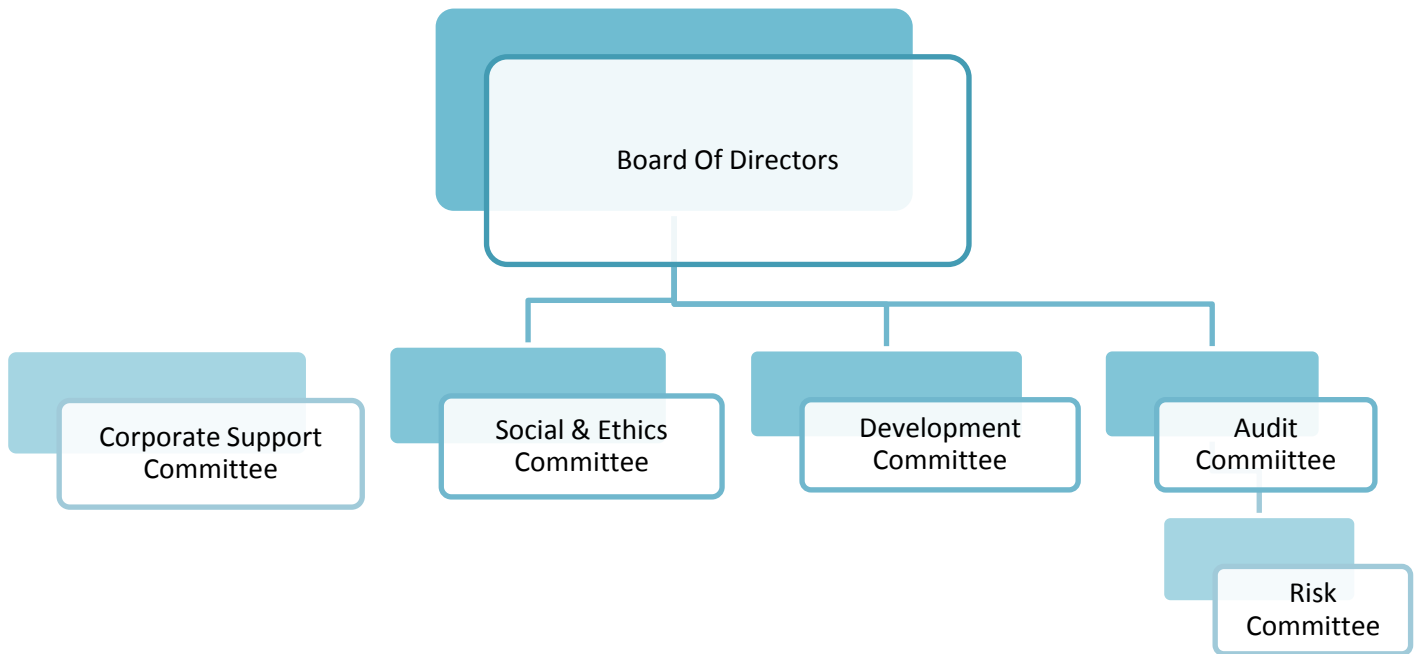 Board Of Directors
Corporate Support
Committee
Social & Ethics
Committee
Development
Committee
Audit
Commiittee
Risk
Committee